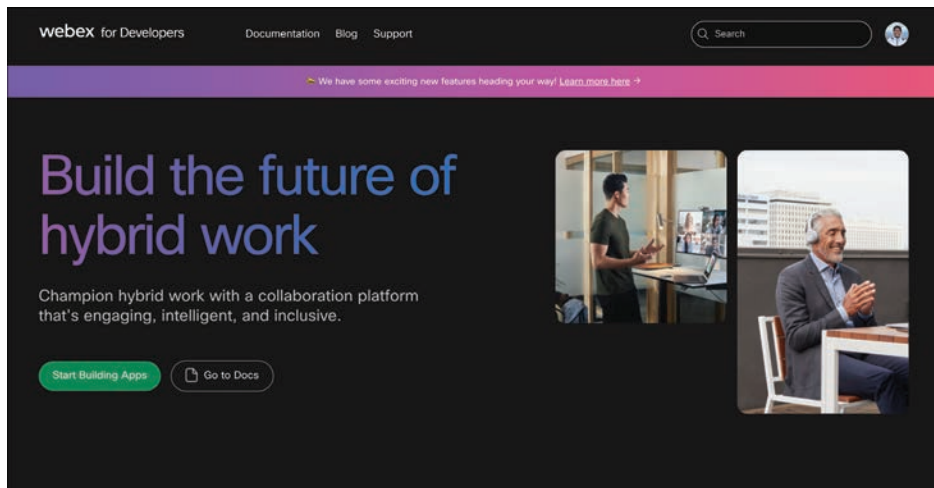 webex for Developers
Documentation Blog Support
Search
We have some exciting new features heading your way! Learn more here →
Build the future of
hybrid work
Champion hybrid work with a collaboration platform
that's engaging, intelligent, and inclusive.
Start Building Apps
Go to Docs